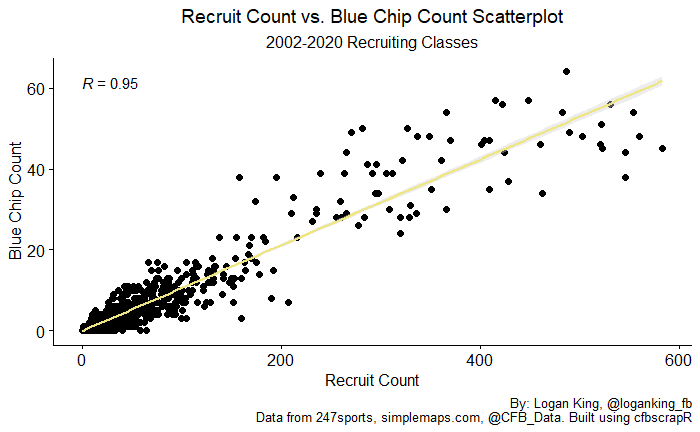 Recruit Count vs. Blue Chip Count Scatterplot
2002-2020 Recruiting Classes
R = 0.95
60
40
20
0
Blue Chip Count
0 200 400 600
Recruit Count
By: Logan King, @loganking_fb
Data from 247sports, simplemaps.com, @CFB_Data. Built using cfbscrapR